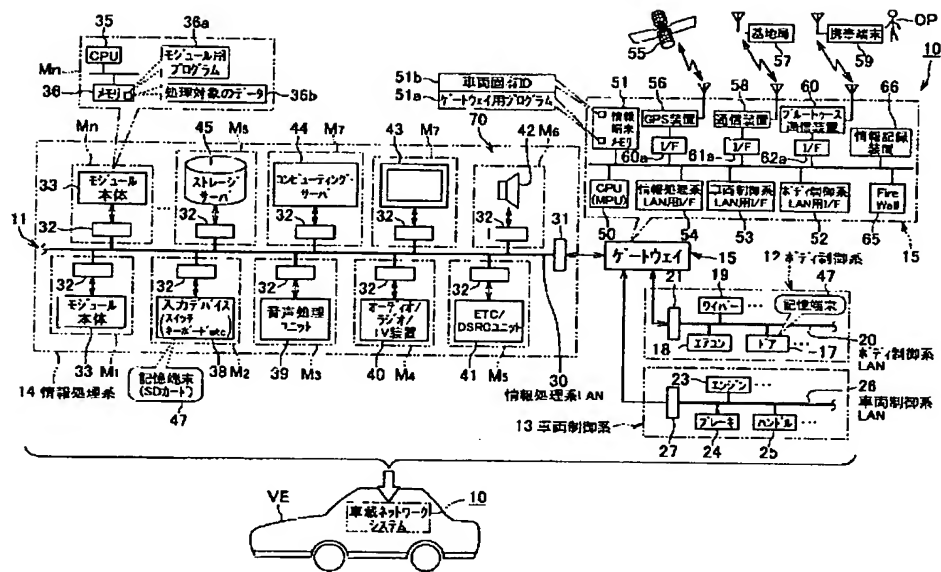 36a
35
CPU
モジュール用
プログラム
Mn
36
メモリ
処理対象のデータ
36b
55
基地局
57
携帯端末
59
OP
10
51b
車両固有ID
51
56
58
60
66
51a
ゲートウェイ用プログラム
情報
端末
メモリ
GPS装置
通信装置
ブルートゥース
通信装置
情報記録
装置
I/F
I/F
I/F
60a
61a
62a
CPU
(MPU)
情報処理系
LAN用I/F
車両制御系
LAN用I/F
ボディ制御系
LAN用I/F
Fire
Wall
50
54
53
52
65
15
70
Mn
45
M8
44
M7
43
M7
42
M6
33
モジュール
本体
ストレージ
サーバ
コンピューティング・
サーバ
32
32
32
32
32
31
11
ゲートウェイ
15
32
32
32
32
32
モジュール
本体
入力デバイス
(スイッチ
キーボードetc)
音声処理
ユニット
オーディオ/
ラジオ/
TV装置
ETC/
DSRCユニット
33
M1
38
M2
39
M3
40
M4
41
M5
30
情報処理系LAN
14 情報処理系
記憶端末
(SDカード)
47
12 ボディ制御系
21
19
47
ワイパー
記憶端末
18
エアコン
ドア
17
20
ボディ制御系
LAN
23
エンジン
26
車両制御系
LAN
13 車両制御系
27
ブレーキ
24
ハンドル
25
VE
10
車載ネットワーク
システム